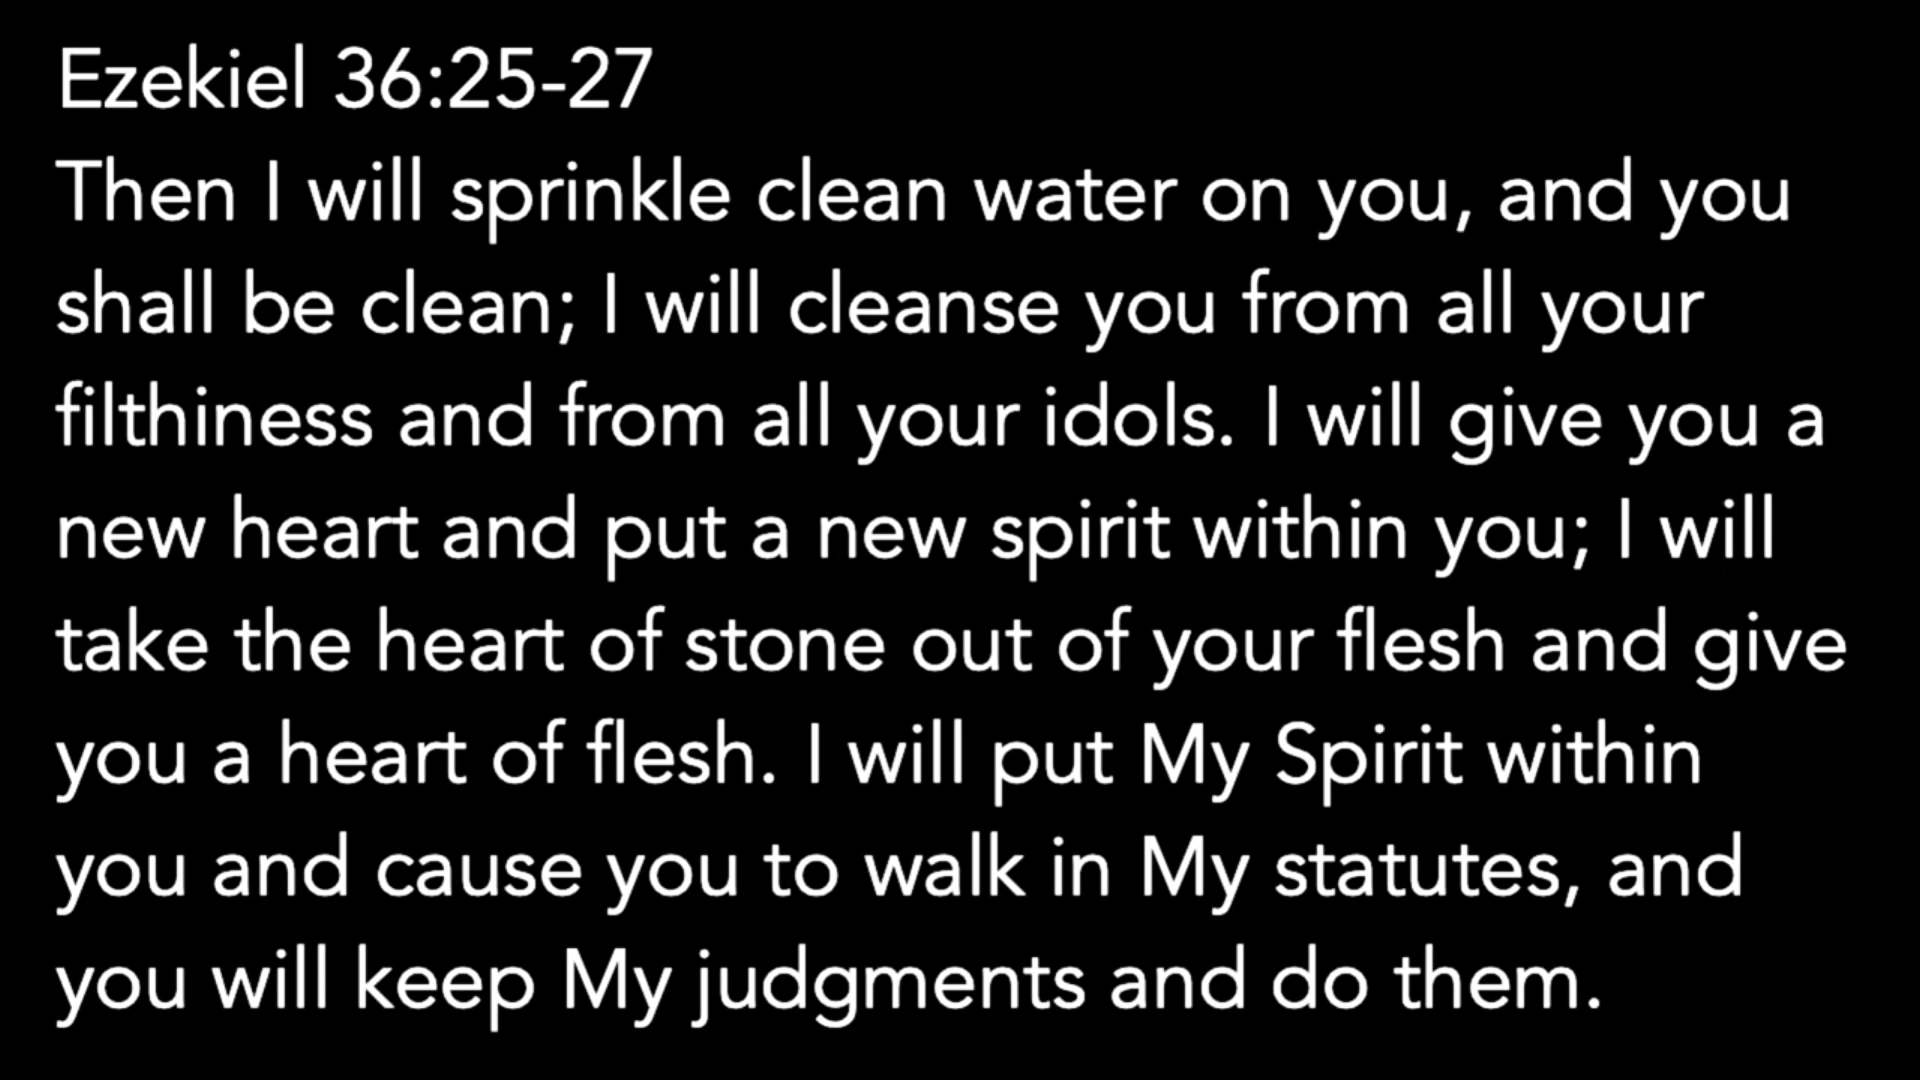 Ezekiel 36:25-27
Then I will sprinkle clean water on you, and you
shall be clean; I will cleanse you from all your
filthiness and from all your idols. I will give you a
new heart and put a new spirit within you; I will
take the heart of stone out of your flesh and give
you a heart of flesh. I will put My Spirit within
you and cause you to walk in My statutes, and
you will keep My judgments and do them.